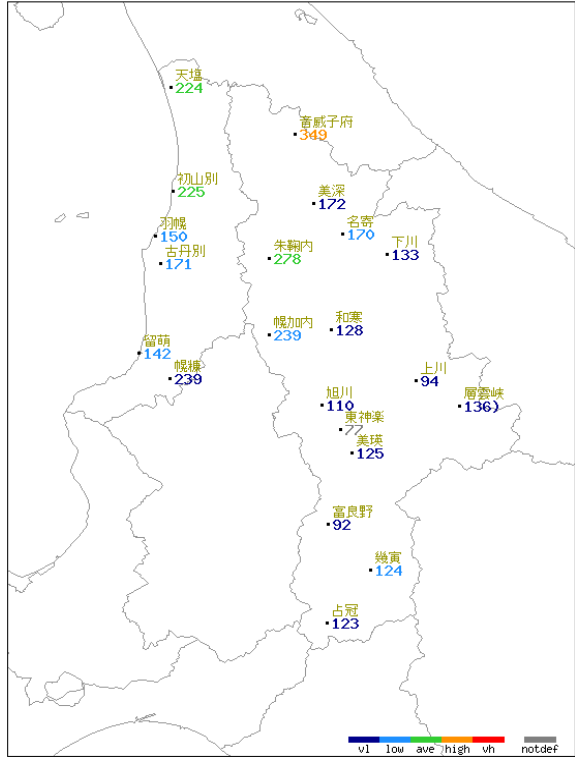 天塩
224
音威子府
349
初山別
225
美深
172
羽幌
150
名寄
170
古丹別
171
朱鞠内
278
下川
133
幌加内
239
和寒
128
留萌
142
幌糠
239
上川
94
旭川
110
層雲峡
136)
東神楽
77
美瑛
125
富良野
92
幾寅
124
占冠
123
vl low ave high vh notdef